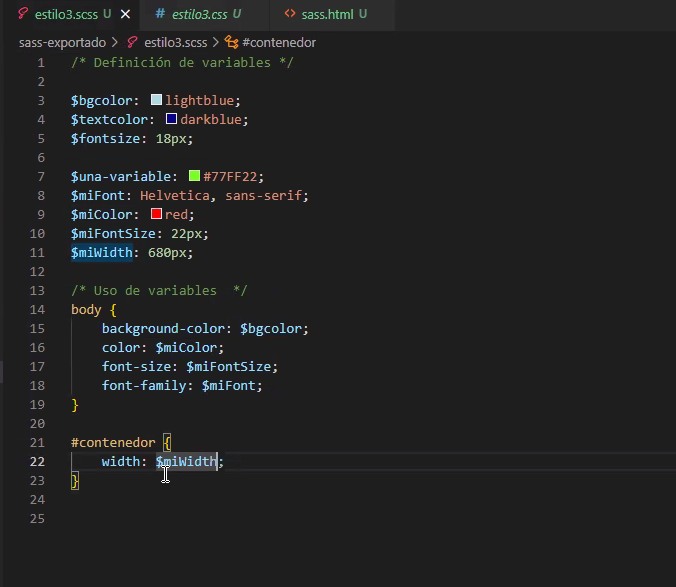 estilo3.scss U
# estilo3.css U
<> sass.html U
sass-exportado > estilo3.scss > #contenedor
1 /* Definición de variables */
2
3 $bgcolor: lightblue;
4 $textcolor: darkblue;
5 $fontsize: 18px;
6
7 $una-variable: #77FF22;
8 $miFont: Helvetica, sans-serif;
9 $miColor: red;
10 $miFontSize: 22px;
11 $miWidth: 680px;
12
13 /* Uso de variables  */
14 body {
15     background-color: $bgcolor;
16     color: $miColor;
17     font-size: $miFontSize;
18     font-family: $miFont;
19 }
20
21 #contenedor {
22     width: $miWidth;
23 }
24
25